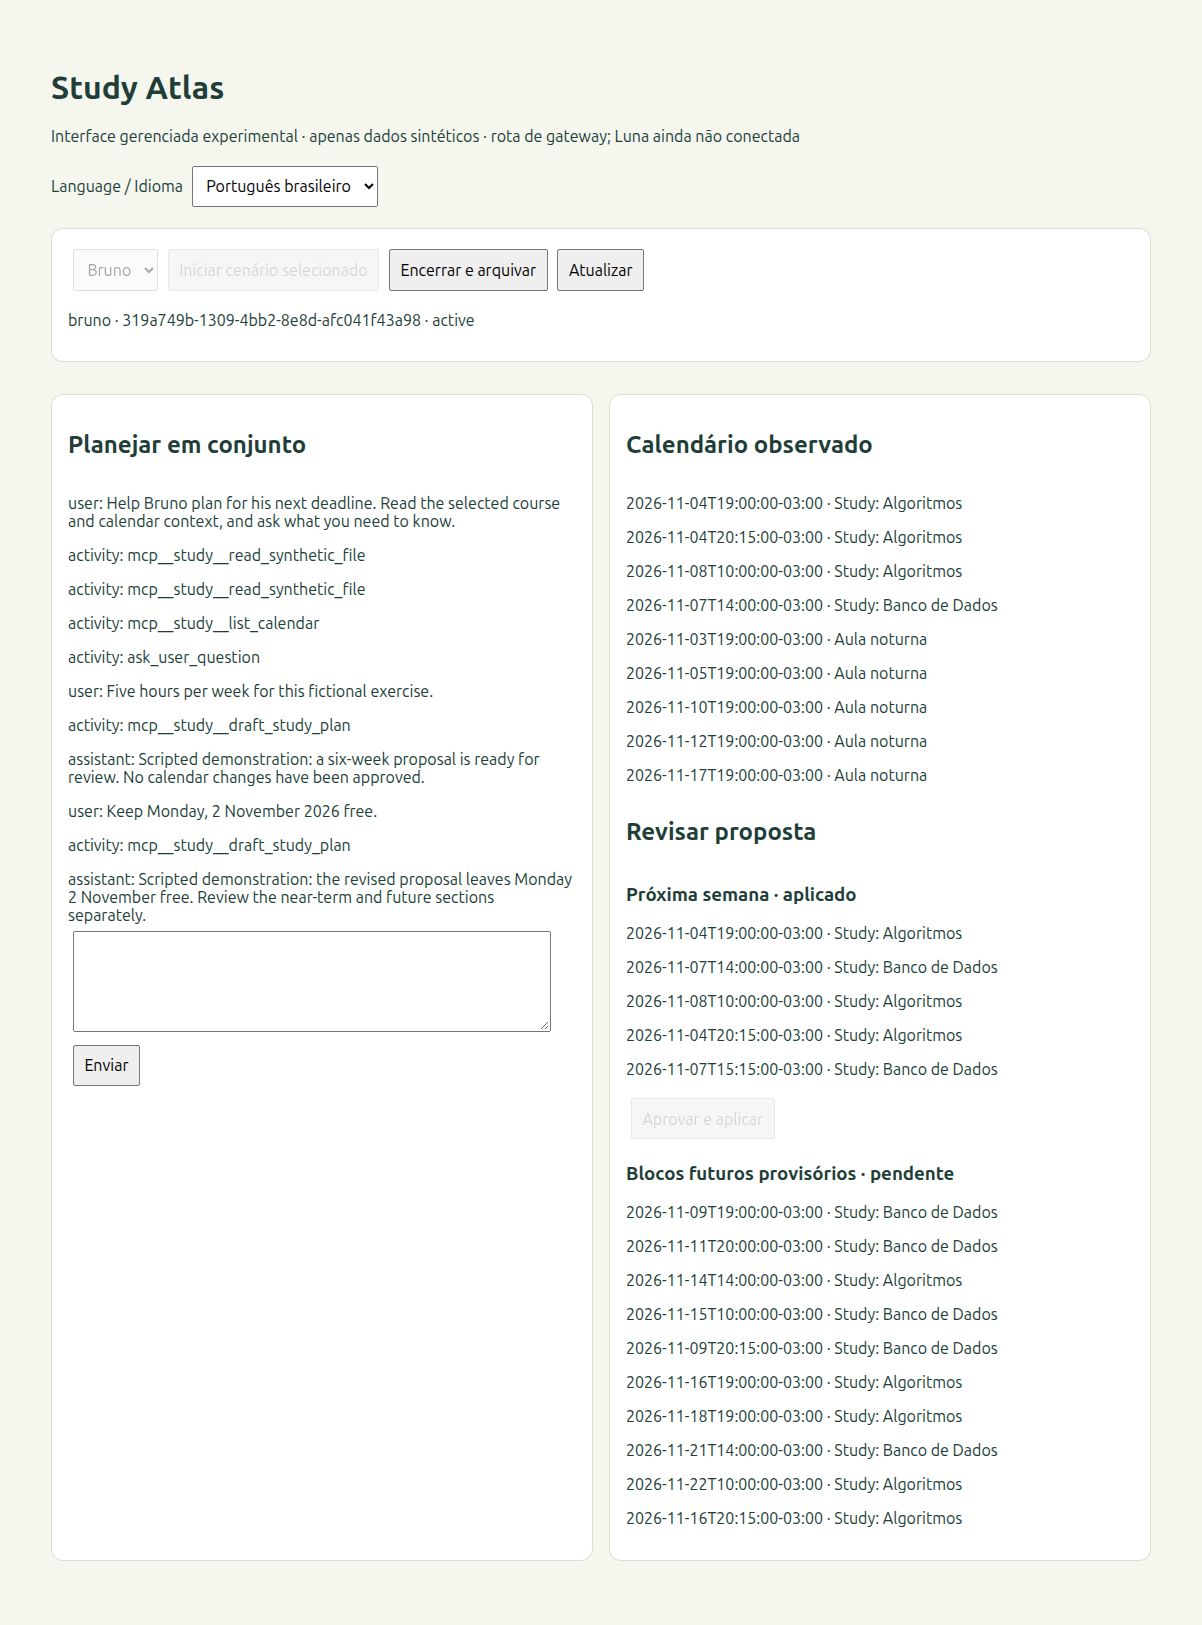 Study Atlas
Interface gerenciada experimental · apenas dados sintéticos · rota de gateway; Luna ainda não conectada
Language / Idioma Português brasileiro
Bruno Iniciar cenário selecionado Encerrar e arquivar Atualizar
bruno · 319a749b-1309-4bb2-8e8d-afc041f43a98 · active
Planejar em conjunto
user: Help Bruno plan for his next deadline. Read the selected course
and calendar context, and ask what you need to know.
activity: mcp__study__read_synthetic_file
activity: mcp__study__read_synthetic_file
activity: mcp__study__list_calendar
activity: ask_user_question
user: Five hours per week for this fictional exercise.
activity: mcp__study__draft_study_plan
assistant: Scripted demonstration: a six-week proposal is ready for
review. No calendar changes have been approved.
user: Keep Monday, 2 November 2026 free.
activity: mcp__study__draft_study_plan
assistant: Scripted demonstration: the revised proposal leaves Monday
2 November free. Review the near-term and future sections
separately.
Enviar
Calendário observado
2026-11-04T19:00:00-03:00 · Study: Algoritmos
2026-11-04T20:15:00-03:00 · Study: Algoritmos
2026-11-08T10:00:00-03:00 · Study: Algoritmos
2026-11-07T14:00:00-03:00 · Study: Banco de Dados
2026-11-03T19:00:00-03:00 · Aula noturna
2026-11-05T19:00:00-03:00 · Aula noturna
2026-11-10T19:00:00-03:00 · Aula noturna
2026-11-12T19:00:00-03:00 · Aula noturna
2026-11-17T19:00:00-03:00 · Aula noturna
Revisar proposta
Próxima semana · aplicado
2026-11-04T19:00:00-03:00 · Study: Algoritmos
2026-11-07T14:00:00-03:00 · Study: Banco de Dados
2026-11-08T10:00:00-03:00 · Study: Algoritmos
2026-11-04T20:15:00-03:00 · Study: Algoritmos
2026-11-07T15:15:00-03:00 · Study: Banco de Dados
Aprovar e aplicar
Blocos futuros provisórios · pendente
2026-11-09T19:00:00-03:00 · Study: Banco de Dados
2026-11-11T20:00:00-03:00 · Study: Banco de Dados
2026-11-14T14:00:00-03:00 · Study: Algoritmos
2026-11-15T10:00:00-03:00 · Study: Banco de Dados
2026-11-09T20:15:00-03:00 · Study: Banco de Dados
2026-11-16T19:00:00-03:00 · Study: Algoritmos
2026-11-18T19:00:00-03:00 · Study: Algoritmos
2026-11-21T14:00:00-03:00 · Study: Banco de Dados
2026-11-22T10:00:00-03:00 · Study: Algoritmos
2026-11-16T20:15:00-03:00 · Study: Algoritmos